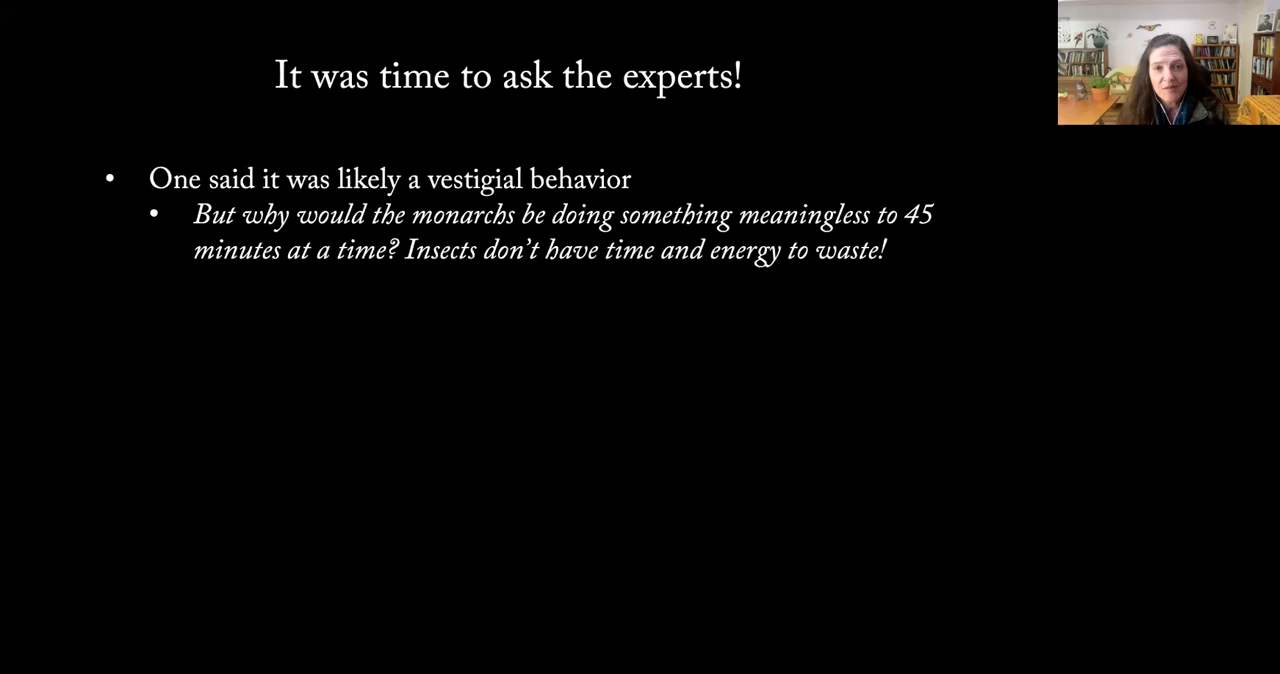 It was time to ask the experts!
• One said it was likely a vestigial behavior
• But why would the monarchs be doing something meaningless to 45
minutes at a time? Insects don't have time and energy to waste!